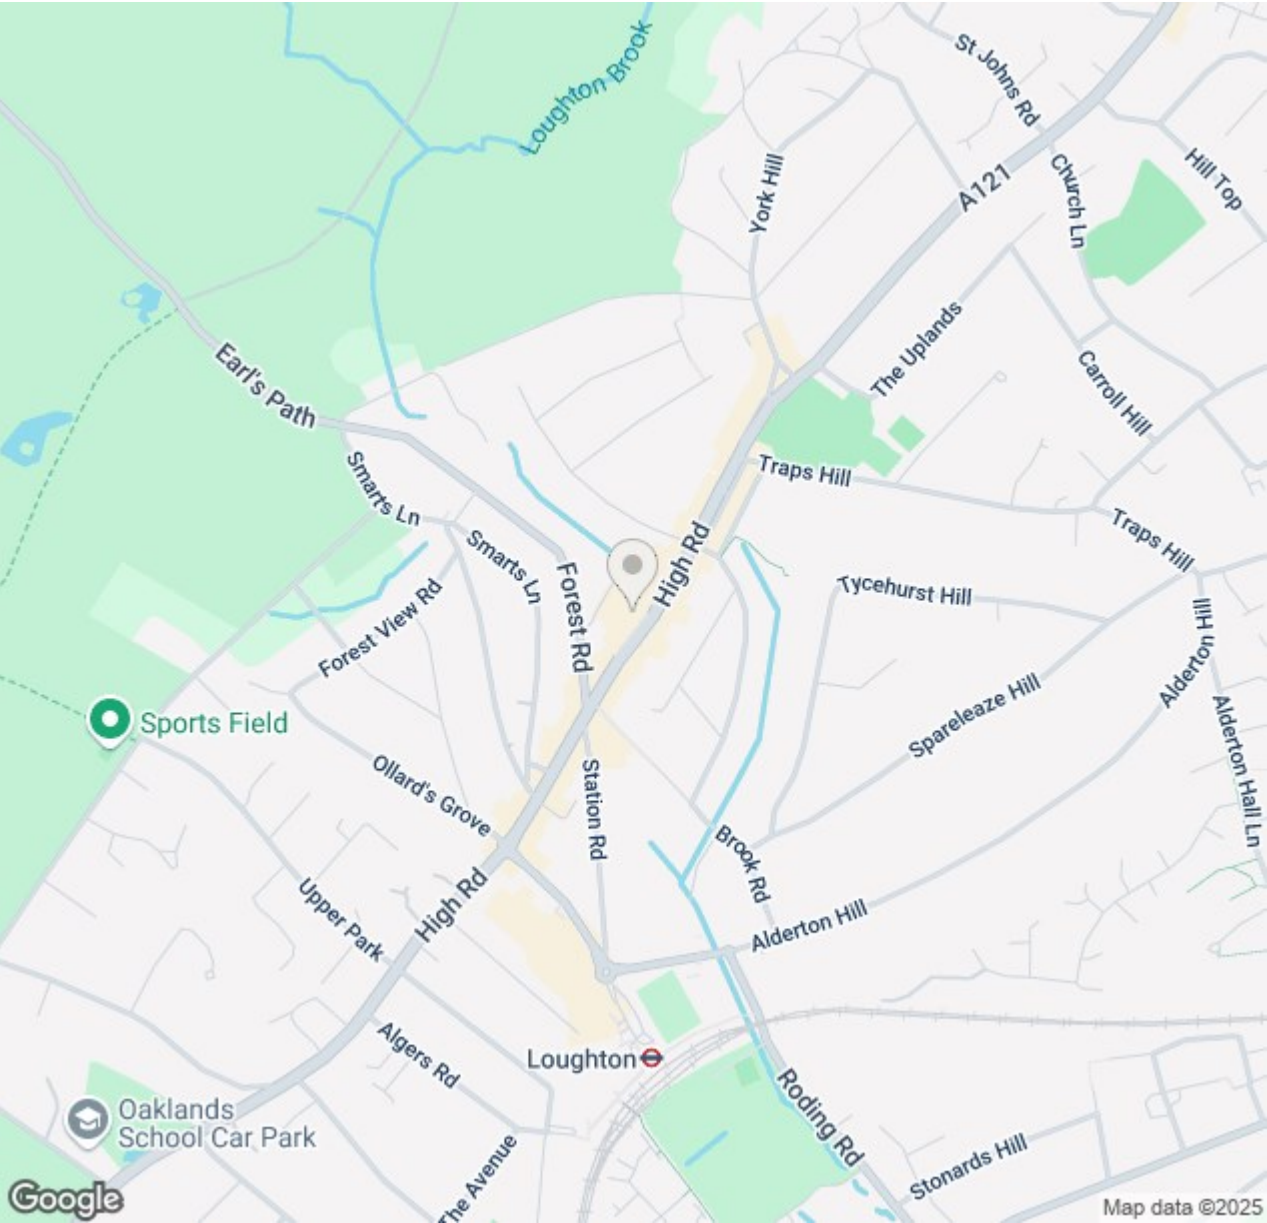 Loughton Brook
St Johns Rd
A121
Hill Top
York Hill
Church Ln
Earl's Path
The Uplands
Carroll Hill
Smarts Ln
Traps Hill
High Rd
Traps Hill
Smarts Ln
Forest Rd
Tycehurst Hill
Forest View Rd
Alderton Hill
Sports Field
Spareleaze Hill
Alderton Hall Ln
Ollard's Grove
Station Rd
Brook Rd
Upper Park
High Rd
Alderton Hill
Algers Rd
Loughton
Roding Rd
Oaklands
School Car Park
The Avenue
Stonards Hill
Google
Map data ©2025